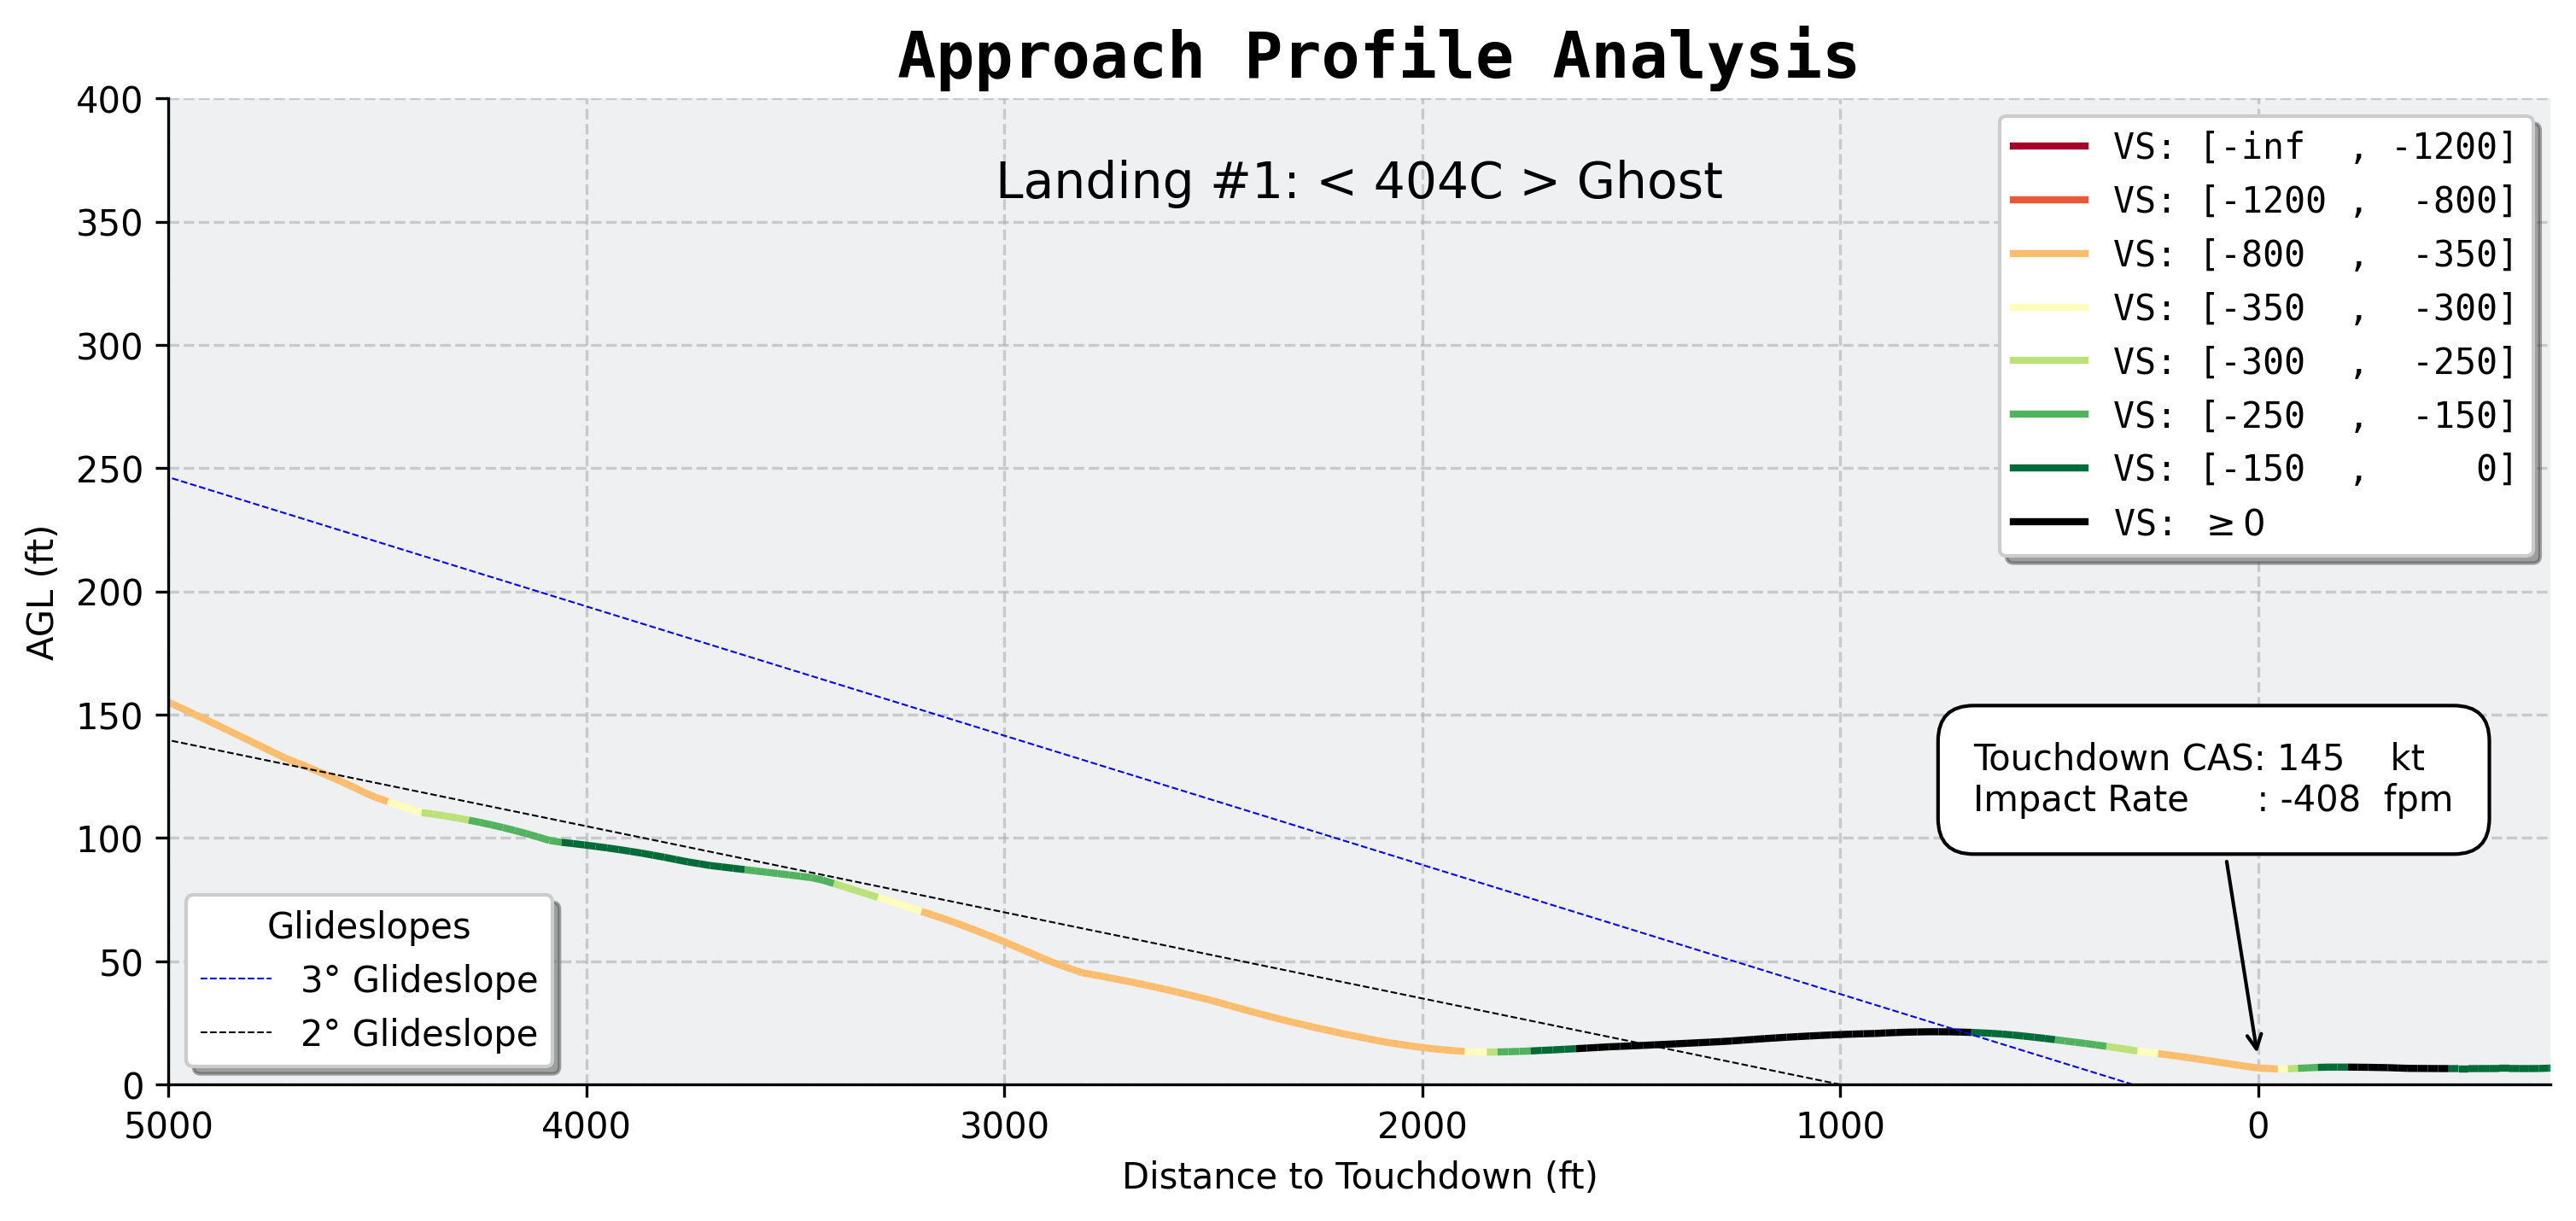 Approach Profile Analysis
Landing #1: < 404C > Ghost
VS: [-inf , -1200]
VS: [-1200 , -800]
VS: [-800 , -350]
VS: [-350 , -300]
VS: [-300 , -250]
VS: [-250 , -150]
VS: [-150 , 0]
VS: ≥0
400
350
300
250
200
150
100
50
0
AGL (ft)
Touchdown CAS: 145 kt
Impact Rate : -408 fpm
Glideslopes
3° Glideslope
2° Glideslope
5000 4000 3000 2000 1000 0
Distance to Touchdown (ft)